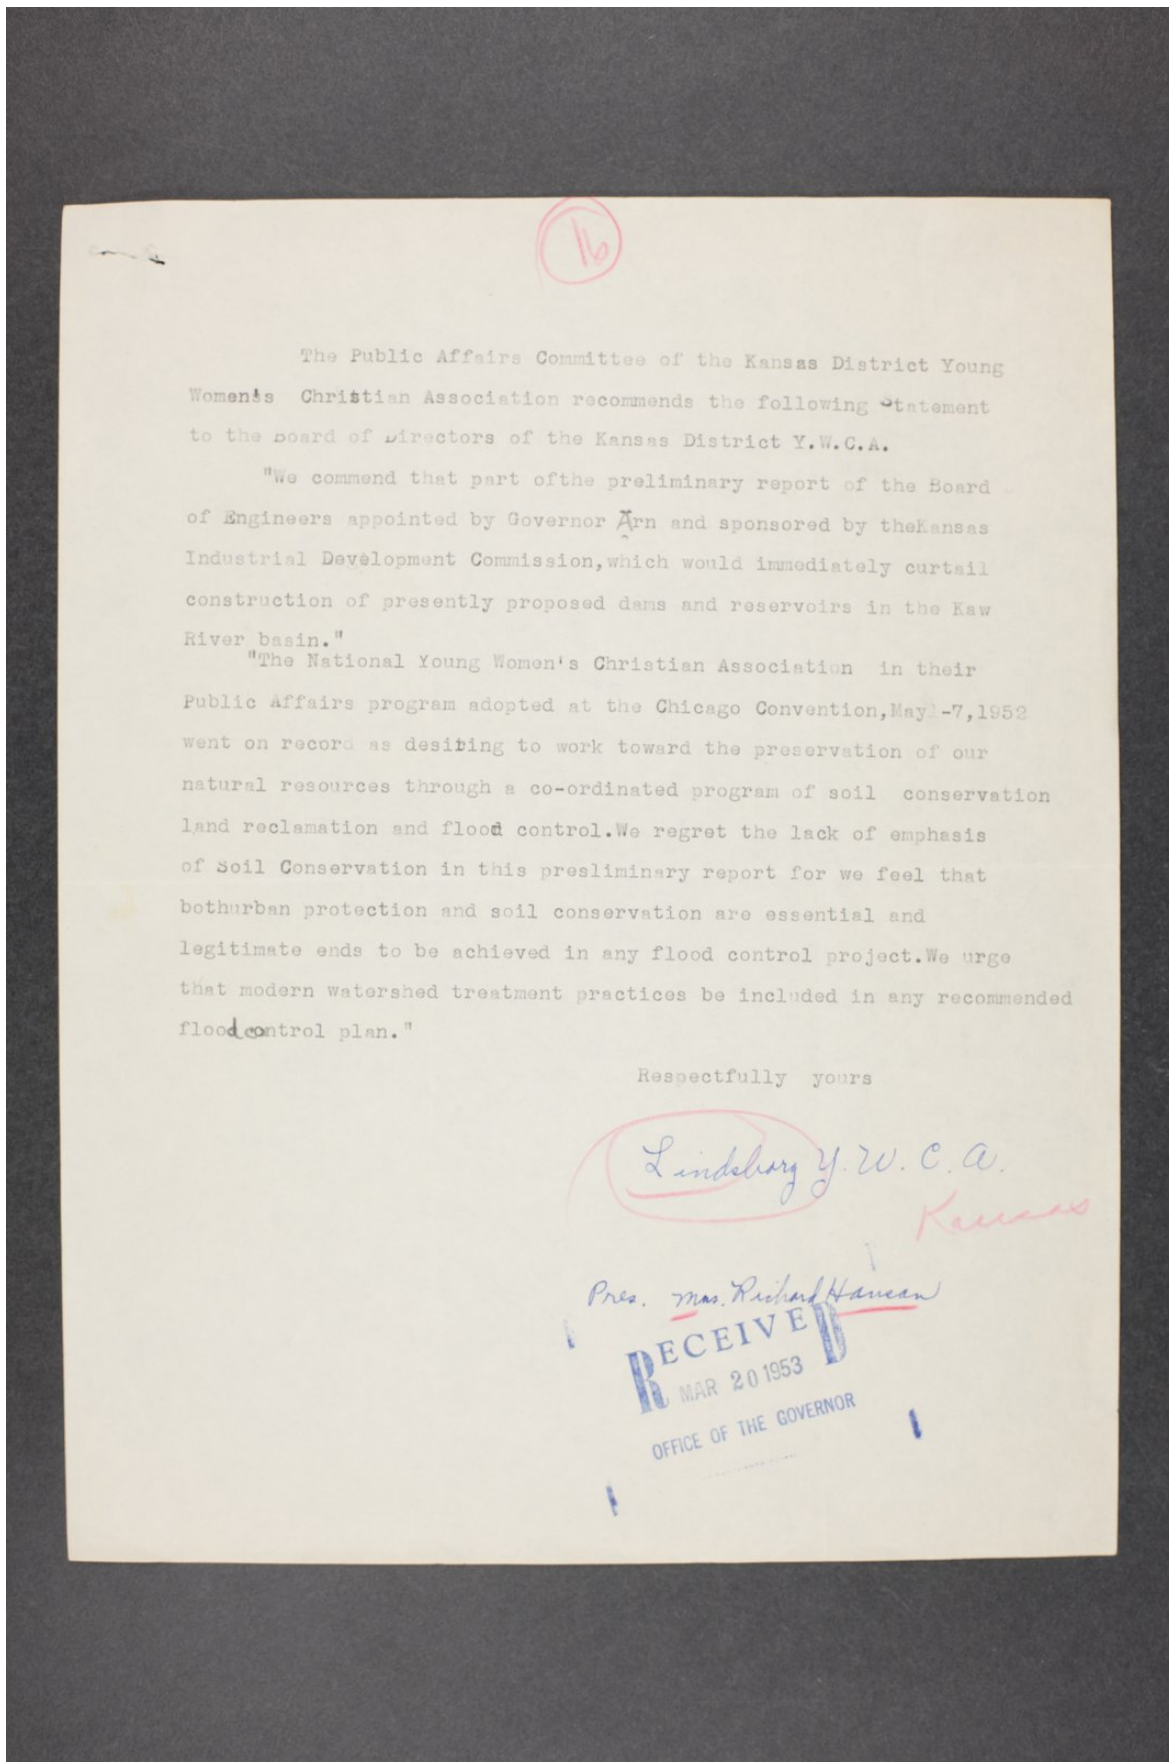 16
The Public Affairs Committee of the Kansas District Young
Women's Christian Association recommends the following Statement
to the Board of Directors of the Kansas District Y.W.C.A.
"We commend that part ofthe preliminary report of the Board
of Engineers appointed by Governor Arn and sponsored by theKansas
Industrial Development Commission,which would immediately curtail
construction of presently proposed dams and reservoirs in the Kaw
River basin."
"The National Young Women's Christian Association in their
Public Affairs program adopted at the Chicago Convention,May -7,1952
went on record as desiring to work toward the preservation of our
natural resources through a co-ordinated program of soil conservation
land reclamation and flood control.We regret the lack of emphasis
of Soil Conservation in this presliminary report for we feel that
bothurban protection and soil conservation are essential and
legitimate ends to be achieved in any flood control project.We urge
that modern watershed treatment practices be included in any recommended
flood control plan."
Respectfully yours
Lindsborg Y.W.C.A.
Kansas
Pres. Mrs. Richard Hanson
RECEIVED
MAR 20 1953
OFFICE OF THE GOVERNOR